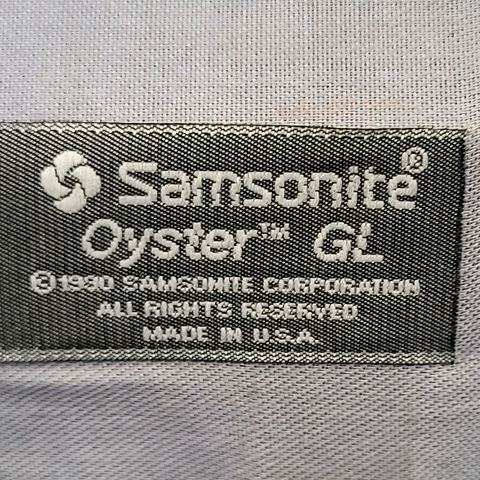 Samsonite®
Oyster™ GL
©1990 SAMSONITE CORPORATION
ALL RIGHTS RESERVED
MADE IN U.S.A.